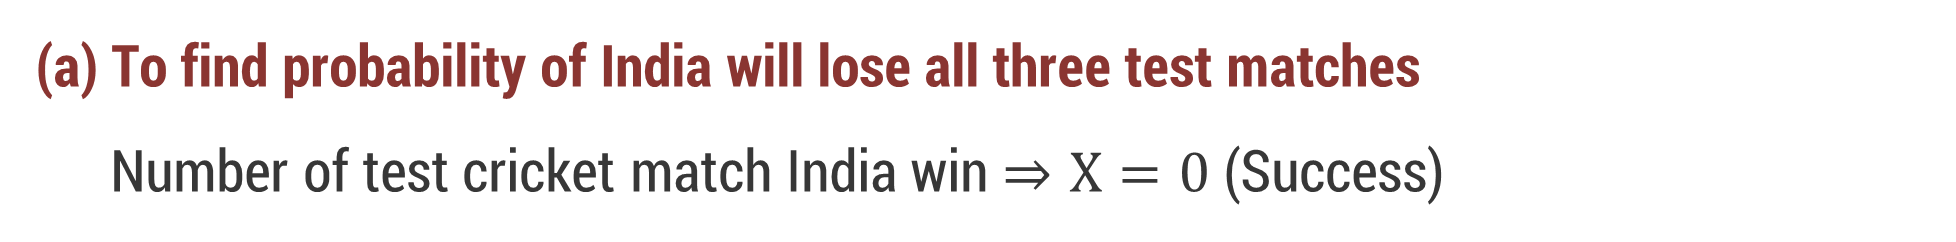 (a) To find probability of India will lose all three test matches
Number of test cricket match India win ⇒ X = 0 (Success)